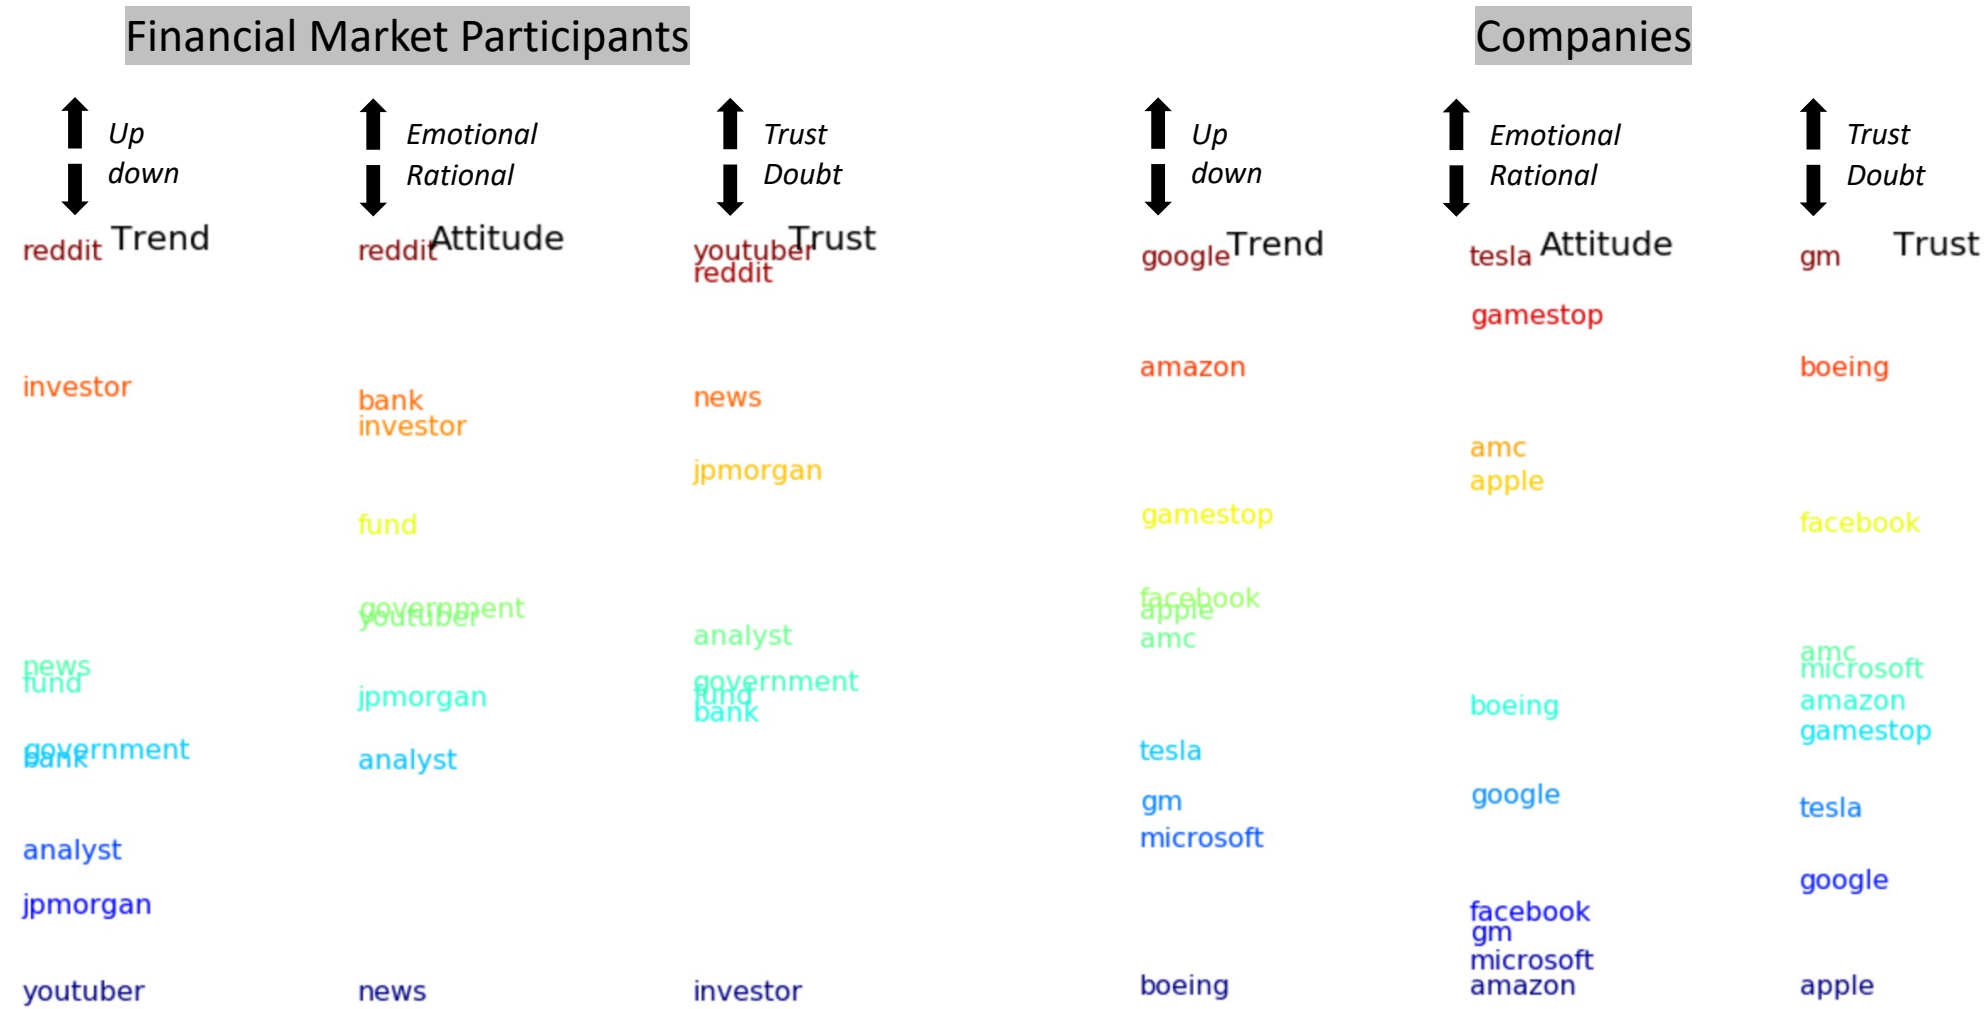 Financial Market Participants
Up
down
Emotional
Rational
Trust
Doubt
Trend
reddit
investor
news
fund
government
bank
analyst
jpmorgan
youtuber
Attitude
reddit
bank
investor
fund
government
youtuber
jpmorgan
analyst
news
Trust
youtuber
reddit
news
jpmorgan
analyst
government
fund
bank
investor
Companies
Up
down
Emotional
Rational
Trust
Doubt
Trend
google
amazon
gamestop
facebook
apple
amc
tesla
gm
microsoft
boeing
Attitude
tesla
gamestop
amc
apple
boeing
google
facebook
gm
microsoft
amazon
Trust
gm
boeing
facebook
amc
microsoft
amazon
gamestop
tesla
google
apple